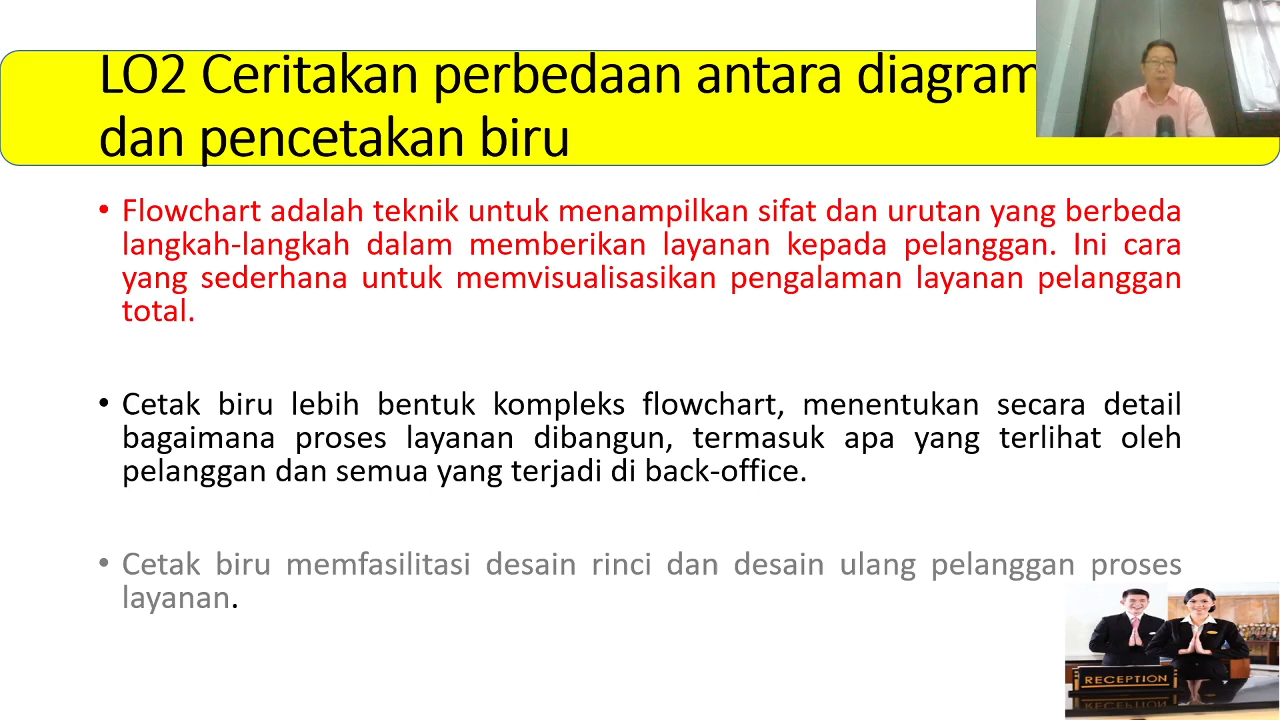 LO2 Ceritakan perbedaan antara diagram
dan pencetakan biru
• Flowchart adalah teknik untuk menampilkan sifat dan urutan yang berbeda
langkah-langkah dalam memberikan layanan kepada pelanggan. Ini cara
yang sederhana untuk memvisualisasikan pengalaman layanan pelanggan
total.
• Cetak biru lebih bentuk kompleks flowchart, menentukan secara detail
bagaimana proses layanan dibangun, termasuk apa yang terlihat oleh
pelanggan dan semua yang terjadi di back-office.
• Cetak biru memfasilitasi desain rinci dan desain ulang pelanggan proses
layanan.
RECEPTION